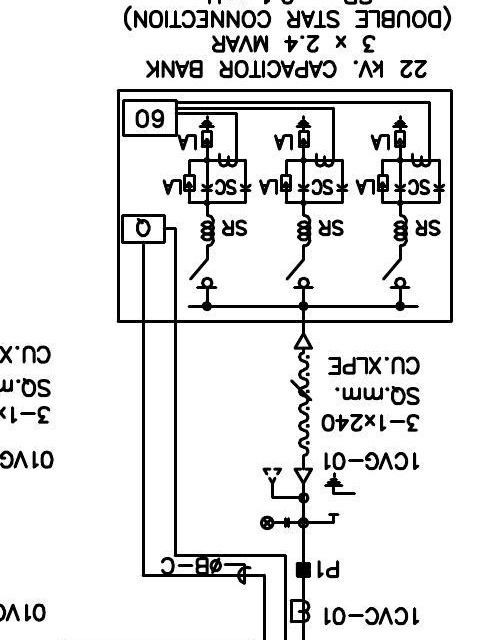 1CVC-01
P1
øB-C
1CVG-01
3-1x240
SQ.mm.
CU.XLPE
01VG
3-1x
SQ.m
CU.X
SR SR SR
Q
SC LA SC LA SC LA
LA LA LA
60
22 kV. CAPACITOR BANK
3 x 2.4 MVAR
(DOUBLE STAR CONNECTION)